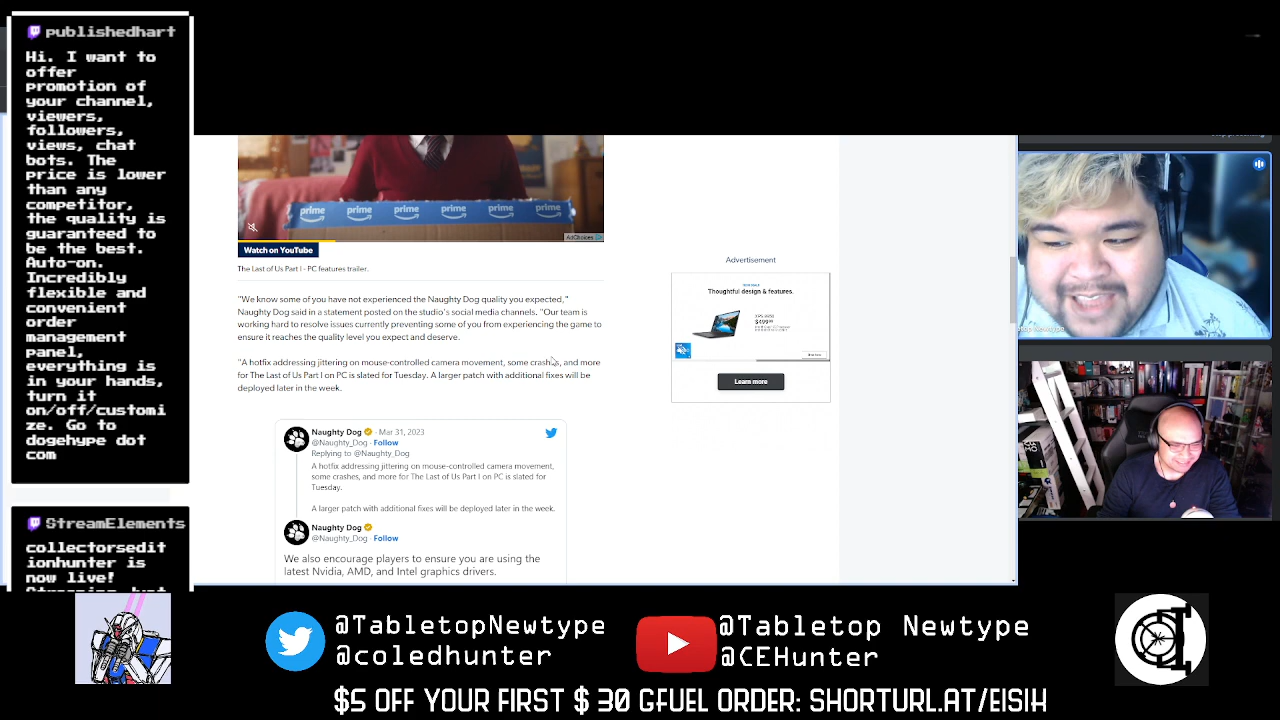 publishedhart
Hi. I want to
offer
promotion of
your channel,
viewers,
followers,
views, chat
bots. The
price is lower
than any
competitor,
the quality is
guaranteed to
be the best.
Auto-on.
Incredibly
flexible and
convenient
order
management
panel,
everything is
in your hands,
turn it
on/off/customi
ze. Go to
dogehype dot
com
StreamElements
collectorsedit
ionhunter is
now live!
prime prime prime prime prime prime
AdChoices
Watch on YouTube
The Last of Us Part I - PC features trailer.
"We know some of you have not experienced the Naughty Dog quality you expected,"
Naughty Dog said in a statement posted on the studio's social media channels. "Our team is
working hard to resolve issues currently preventing some of you from experiencing the game to
ensure it reaches the quality level you expect and deserve.
"A hotfix addressing jittering on mouse-controlled camera movement, some crashes, and more
for The Last of Us Part I on PC is slated for Tuesday. A larger patch with additional fixes will be
deployed later in the week.
Naughty Dog · Mar 31, 2023
@Naughty_Dog · Follow
Replying to @Naughty_Dog
A hotfix addressing jittering on mouse-controlled camera movement,
some crashes, and more for The Last of Us Part I on PC is slated for
Tuesday.
A larger patch with additional fixes will be deployed later in the week.
Naughty Dog
@Naughty_Dog · Follow
We also encourage players to ensure you are using the
latest Nvidia, AMD, and Intel graphics drivers.
Advertisement
Thoughtful design & features.
Learn more
@TabletopNewtype
@coledhunter
@Tabletop Newtype
@CEHunter
$5 OFF YOUR FIRST $ 30 GFUEL ORDER: SHORTURL.AT/EISIH